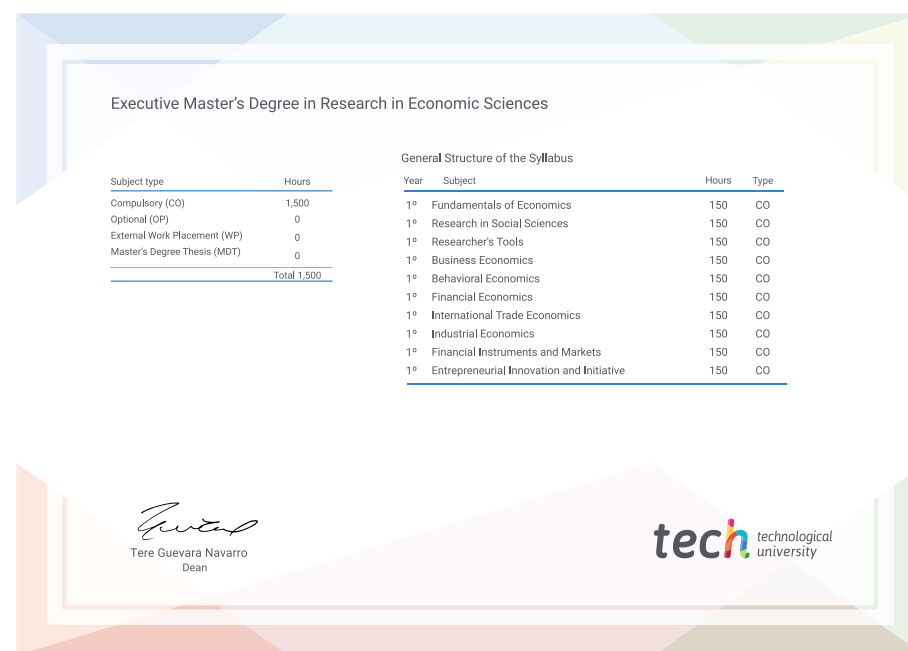 Executive Master's Degree in Research in Economic Sciences
Subject type Hours
Compulsory (CO) 1,500
Optional (OP) 0
External Work Placement (WP) 0
Master's Degree Thesis (MDT) 0
Total 1,500
General Structure of the Syllabus
Year Subject Hours Type
1º Fundamentals of Economics 150 CO
1º Research in Social Sciences 150 CO
1º Researcher's Tools 150 CO
1º Business Economics 150 CO
1º Behavioral Economics 150 CO
1º Financial Economics 150 CO
1º International Trade Economics 150 CO
1º Industrial Economics 150 CO
1º Financial Instruments and Markets 150 CO
1º Entrepreneurial Innovation and Initiative 150 CO
Tere Guevara Navarro
Dean
tech technological
university